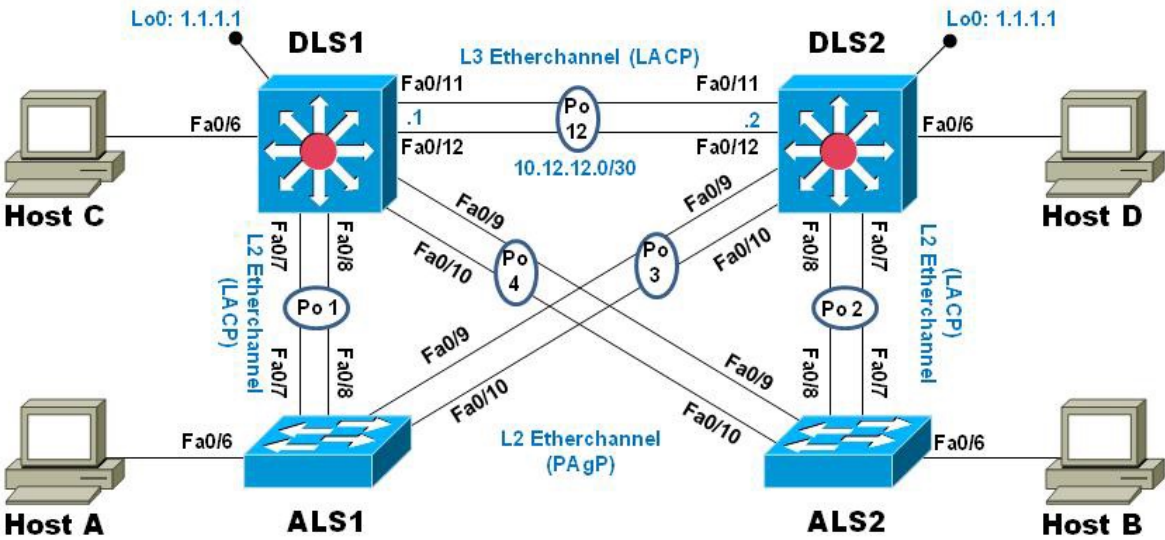 Lo0: 1.1.1.1
Lo0: 1.1.1.1
DLS1
DLS2
L3 Etherchannel (LACP)
Fa0/11
Fa0/11
Fa0/6
.1
Po
12
.2
Fa0/6
Fa0/12
Fa0/12
10.12.12.0/30
Host C
Host D
Fa0/9
Fa0/9
Fa0/7
Fa0/8
Fa0/10
Po
4
Po
3
Fa0/10
Fa0/8
Fa0/7
L2 Etherchannel
(LACP)
Po 1
Po 2
L2 Etherchannel
(LACP)
Fa0/7
Fa0/8
Fa0/9
Fa0/10
Fa0/9
Fa0/10
Fa0/8
Fa0/7
Fa0/6
L2 Etherchannel
(PAgP)
Fa0/6
Host A
ALS1
ALS2
Host B